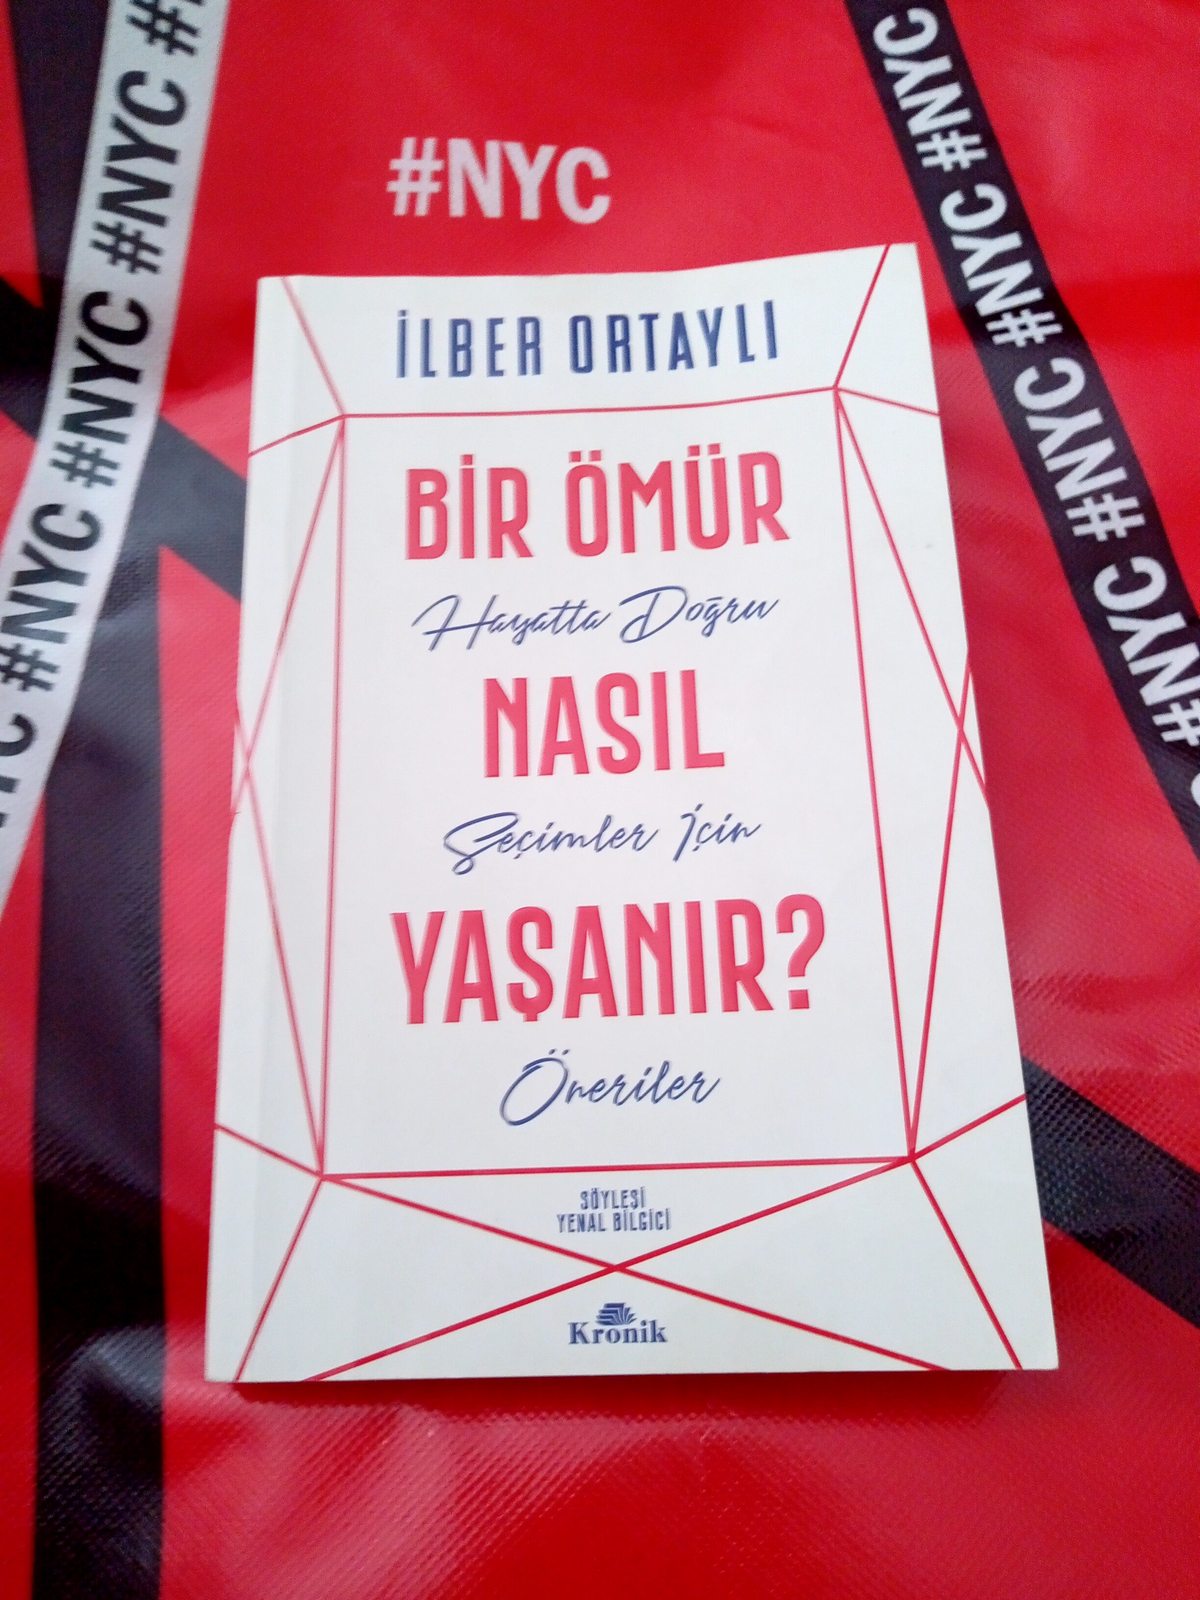 #NYC
#NYC #NYC #NYC #NYC
#NYC #NYC #NYC #NYC #NYC
İLBER ORTAYLI
BİR ÖMÜR
Hayatta Doğru
NASIL
Seçimler İçin
YAŞANIR?
Öneriler
SÖYLEŞİ
YENAL BİLGİCİ
Kronik